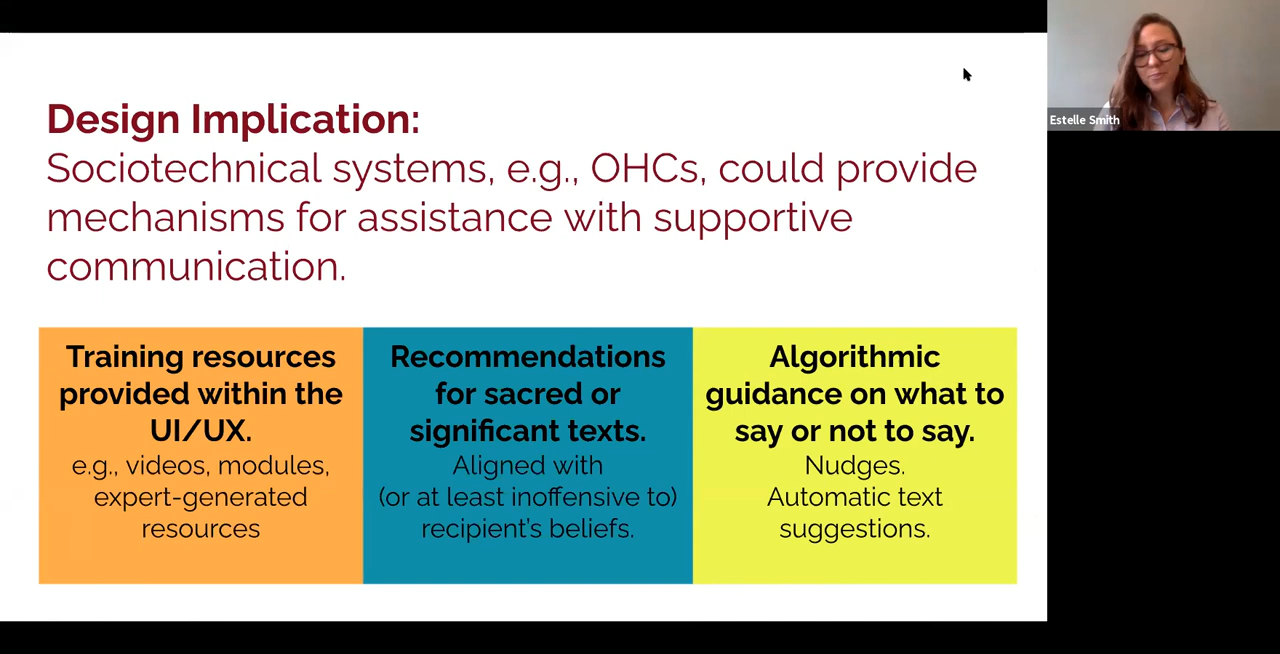 Design Implication:
Sociotechnical systems, e.g., OHCs, could provide
mechanisms for assistance with supportive
communication.
Training resources
provided within the
UI/UX.
e.g., videos, modules,
expert-generated
resources
Recommendations
for sacred or
significant texts.
Aligned with
(or at least inoffensive to)
recipient's beliefs.
Algorithmic
guidance on what to
say or not to say.
Nudges.
Automatic text
suggestions.
Estelle Smith